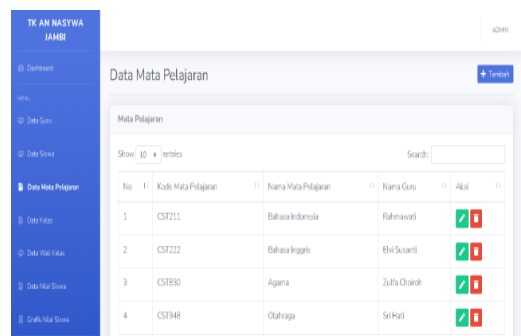 TK AN NASYWA
JAMBI
ADMIN
Dashboard
MENU
Data Guru
Data Siswa
Data Mata Pelajaran
Data Kelas
Data Wali Kelas
Data Nilai Siswa
Grafik Nilai Siswa
Data Mata Pelajaran
+ Tambah
Mata Pelajaran
Show 10 entries
Search:
No Kode Mata Pelajaran Nama Mata Pelajaran Nama Guru Aksi
1 CST211 Bahasa Indonesia Rahmawati
2 CST222 Bahasa Inggris Elvi Susanti
3 CST830 Agama Zulfa Choiroh
4 CST948 Olahraga Sri Hati